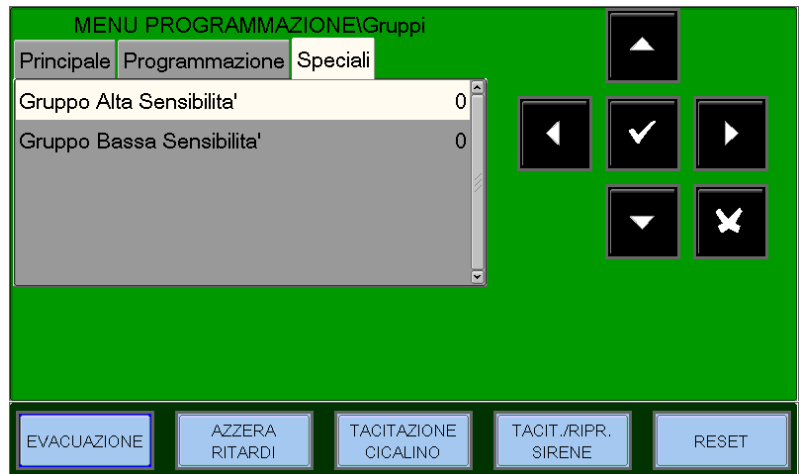 MENU PROGRAMMAZIONE\Gruppi
Principale Programmazione Speciali
Gruppo Alta Sensibilita' 0
Gruppo Bassa Sensibilita' 0
EVACUAZIONE
AZZERA
RITARDI
TACITAZIONE
CICALINO
TACIT./RIPR.
SIRENE
RESET